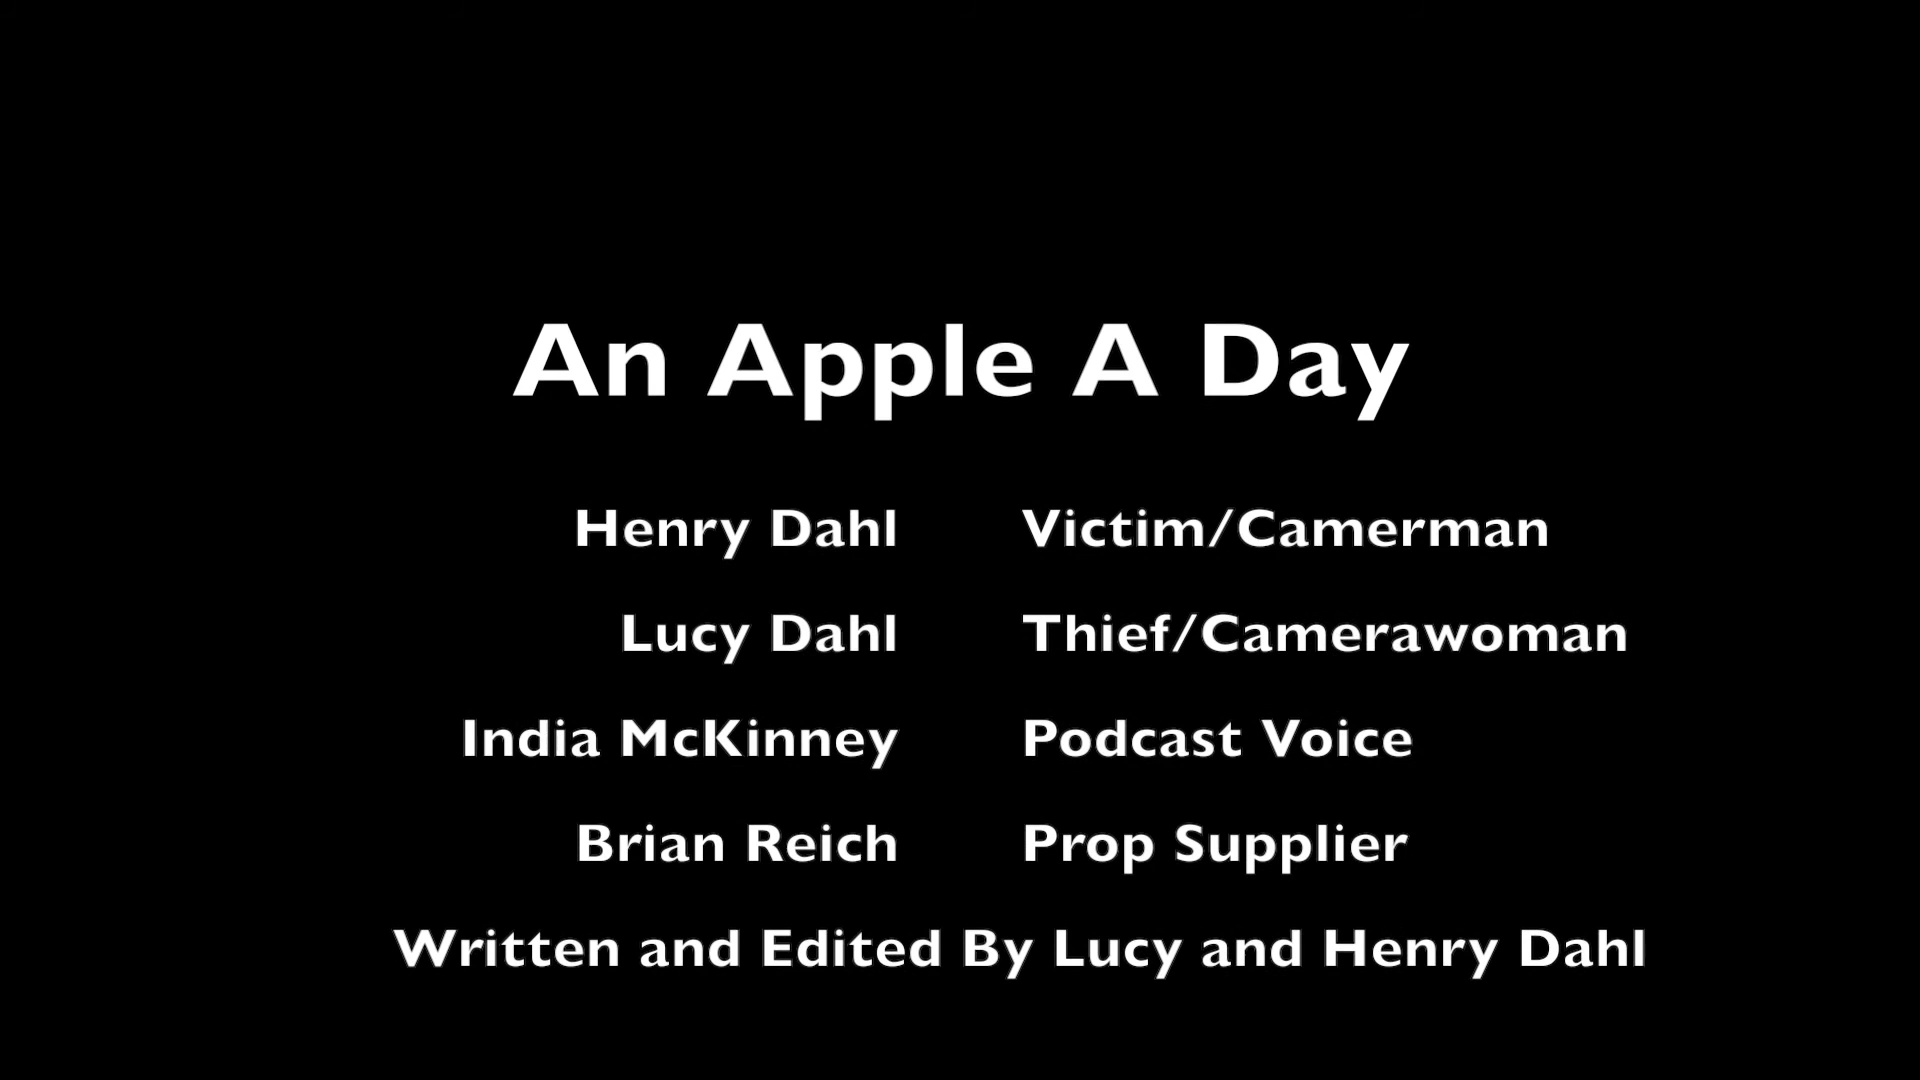 An Apple A Day
Henry Dahl Victim/Camerman
Lucy Dahl Thief/Camerawoman
India McKinney Podcast Voice
Brian Reich Prop Supplier
Written and Edited By Lucy and Henry Dahl